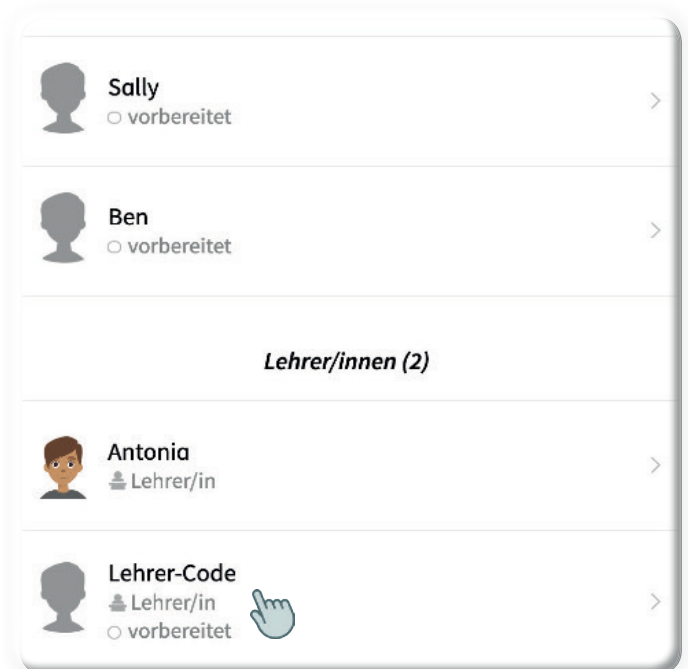 Sally
vorbereitet
Ben
vorbereitet
Lehrer/innen (2)
Antonia
Lehrer/in
Lehrer-Code
Lehrer/in
vorbereitet